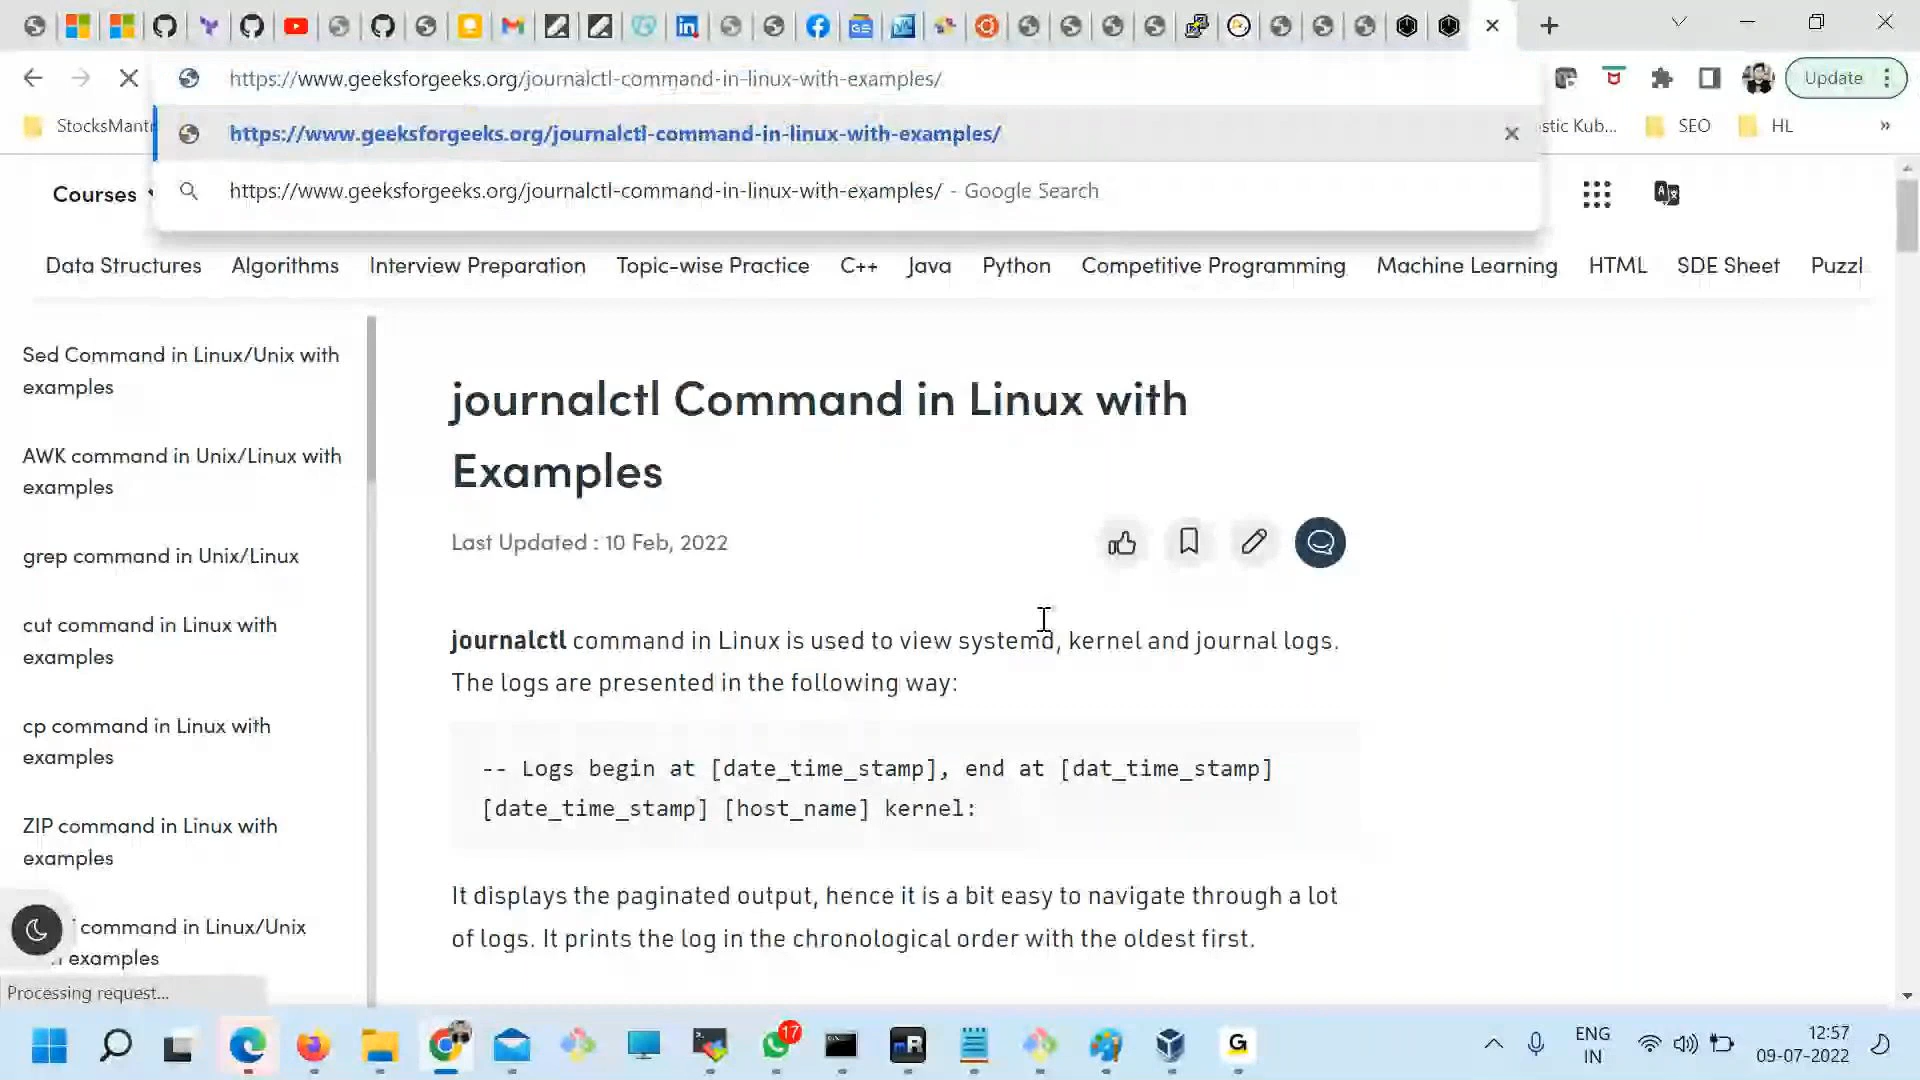 https://www.geeksforgeeks.org/journalctl-command-in-linux-with-examples/
Update
https://www.geeksforgeeks.org/journalctl-command-in-linux-with-examples/
https://www.geeksforgeeks.org/journalctl-command-in-linux-with-examples/ - Google Search
StocksMantr
stic Kub...
SEO
HL
»
Courses
Data Structures
Algorithms
Interview Preparation
Topic-wise Practice
C++
Java
Python
Competitive Programming
Machine Learning
HTML
SDE Sheet
Puzzl
Sed Command in Linux/Unix with
examples
AWK command in Unix/Linux with
examples
grep command in Unix/Linux
cut command in Linux with
examples
cp command in Linux with
examples
ZIP command in Linux with
examples
command in Linux/Unix
examples
journalctl Command in Linux with
Examples
Last Updated : 10 Feb, 2022
journalctl command in Linux is used to view systemd, kernel and journal logs.
The logs are presented in the following way:
-- Logs begin at [date_time_stamp], end at [dat_time_stamp]
[date_time_stamp] [host_name] kernel:
It displays the paginated output, hence it is a bit easy to navigate through a lot
of logs. It prints the log in the chronological order with the oldest first.
Processing request...
17
mR
G
ENG
IN
12:57
09-07-2022